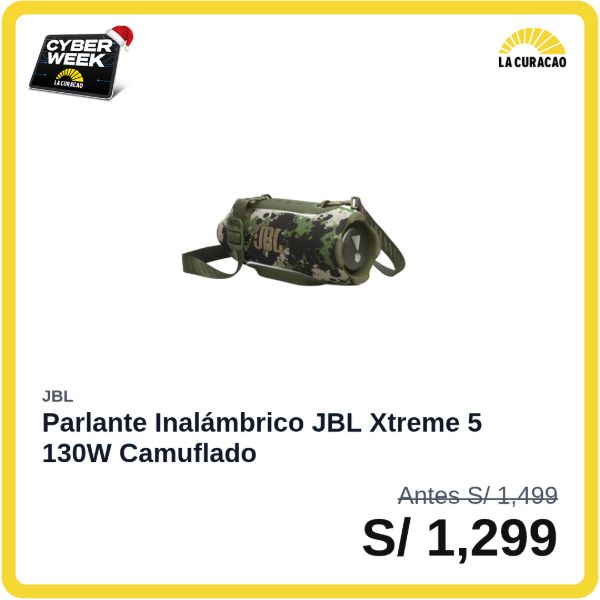 CYBER
WEEK
LA CURACAO
LA CURACAO
JBL
JBL
Parlante Inalámbrico JBL Xtreme 5
130W Camuflado
Antes S/ 1,499
S/ 1,299